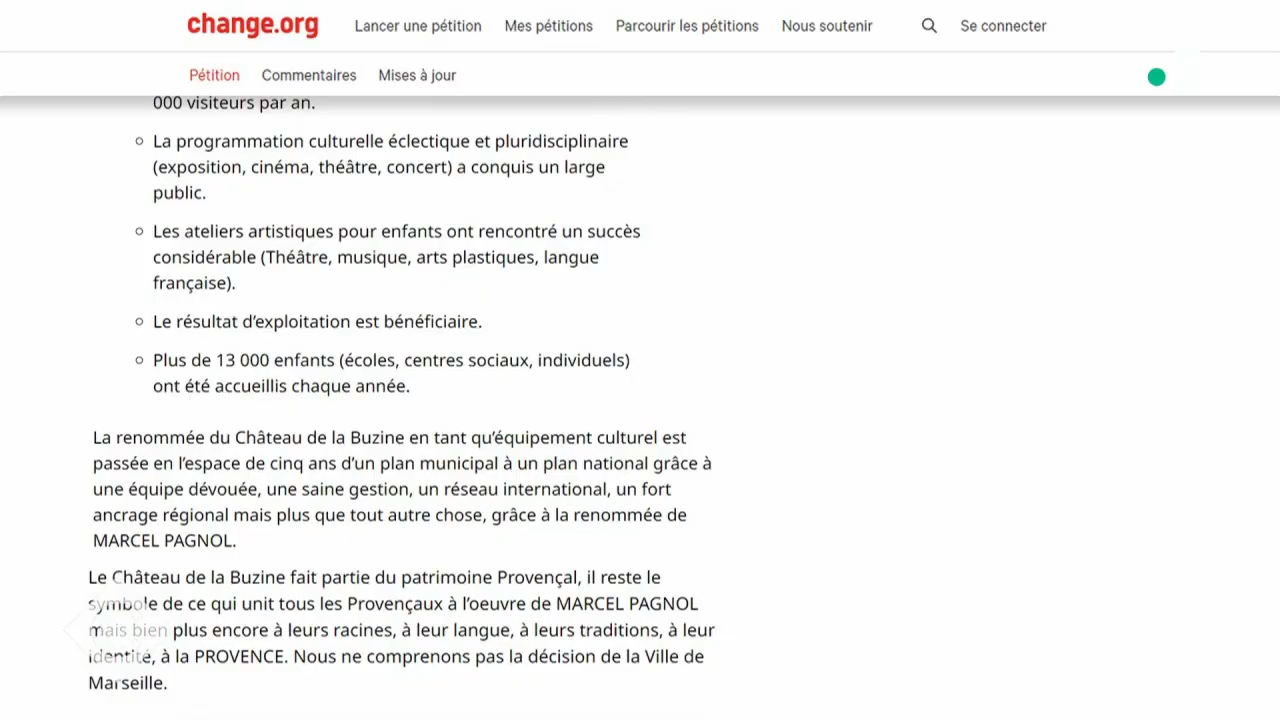 change.org
Lancer une pétition Mes pétitions Parcourir les pétitions Nous soutenir Se connecter
Pétition Commentaires Mises à jour
000 visiteurs par an.
La programmation culturelle éclectique et pluridisciplinaire
(exposition, cinéma, théâtre, concert) a conquis un large
public.
Les ateliers artistiques pour enfants ont rencontré un succès
considérable (Théâtre, musique, arts plastiques, langue
française).
Le résultat d’exploitation est bénéficiaire.
Plus de 13 000 enfants (écoles, centres sociaux, individuels)
ont été accueillis chaque année.
La renommée du Château de la Buzine en tant qu’équipement culturel est
passée en l’espace de cinq ans d’un plan municipal à un plan national grâce à
une équipe dévouée, une saine gestion, un réseau international, un fort
ancrage régional mais plus que tout autre chose, grâce à la renommée de
MARCEL PAGNOL.
Le Château de la Buzine fait partie du patrimoine Provençal, il reste le
symbole de ce qui unit tous les Provençaux à l’oeuvre de MARCEL PAGNOL
mais bien plus encore à leurs racines, à leur langue, à leurs traditions, à leur
identité, à la PROVENCE. Nous ne comprenons pas la décision de la Ville de
Marseille.